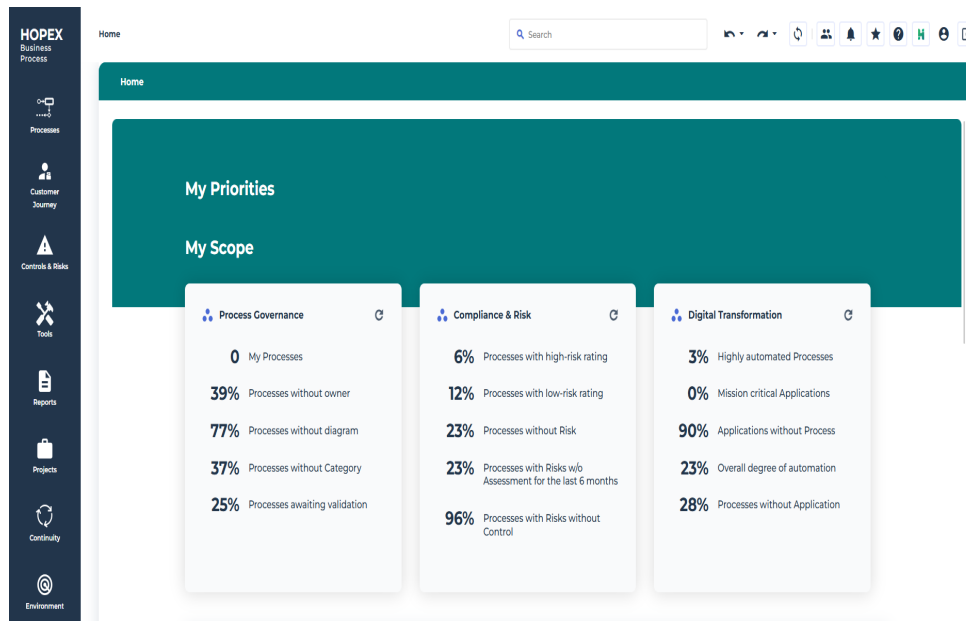 HOPEX
Business
Process
Home
Search
H
Processes
Customer
Journey
Controls & Risks
Tools
Reports
Projects
Continuity
Environment
Home
My Priorities
My Scope
Process Governance
0 My Processes
39% Processes without owner
77% Processes without diagram
37% Processes without Category
25% Processes awaiting validation
Compliance & Risk
6% Processes with high-risk rating
12% Processes with low-risk rating
23% Processes without Risk
23% Processes with Risks w/o
Assessment for the last 6 months
96% Processes with Risks without
Control
Digital Transformation
3% Highly automated Processes
0% Mission critical Applications
90% Applications without Process
23% Overall degree of automation
28% Processes without Application